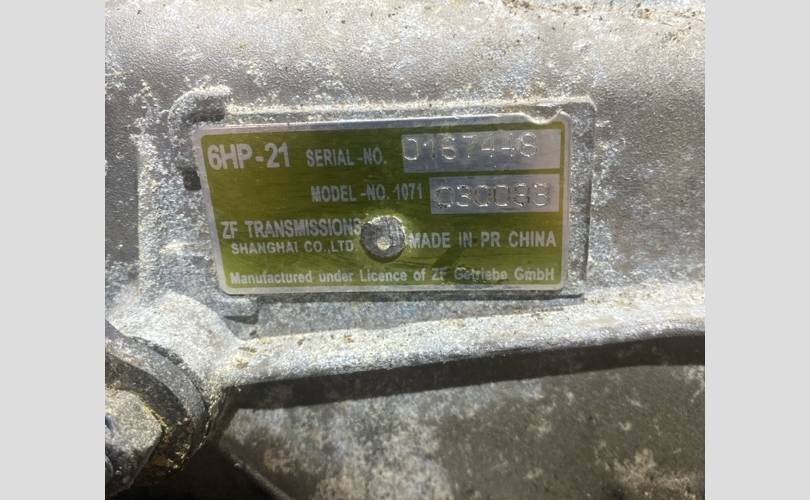 6HP-21 SERIAL-NO. 0167448
MODEL-NO. 1071
ZF TRANSMISSIONS
SHANGHAI CO.,LTD. MADE IN PR CHINA
Manufactured under Licence of ZF Getriebe GmbH